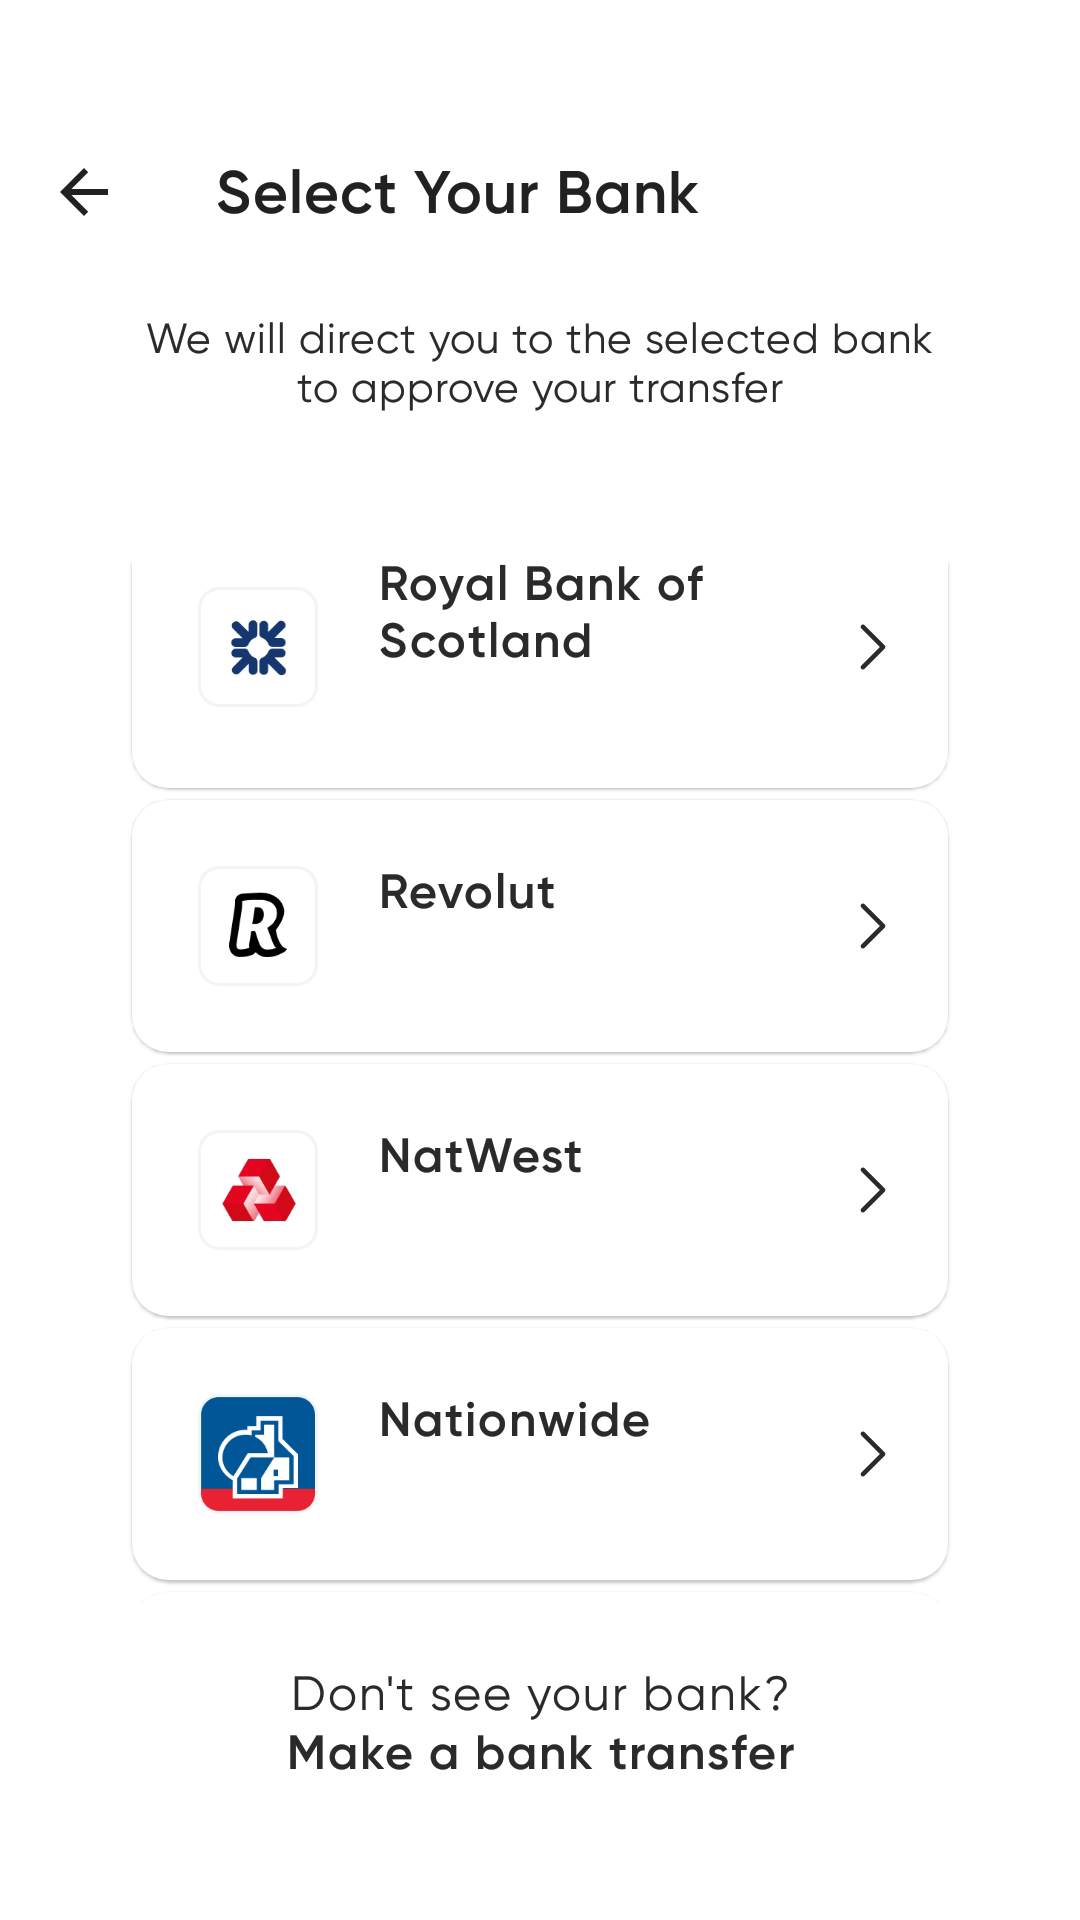 Select Your Bank
We will direct you to the selected bank
to approve your transfer
Royal Bank of
Scotland
R
Revolut
NatWest
Nationwide
Don't see your bank?
Make a bank transfer